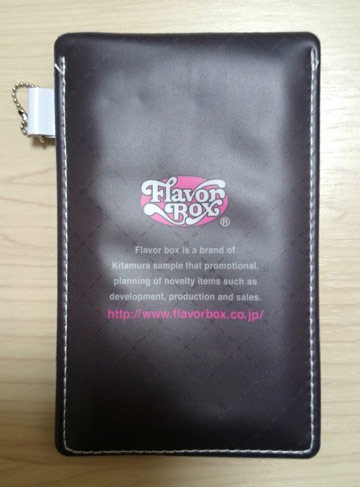 Flavor
Box
®
Flavor box is a brand of
Kitamura sample that promotional,
planning of novelty items such as
development, production and sales.
http://www.flavorbox.co.jp/